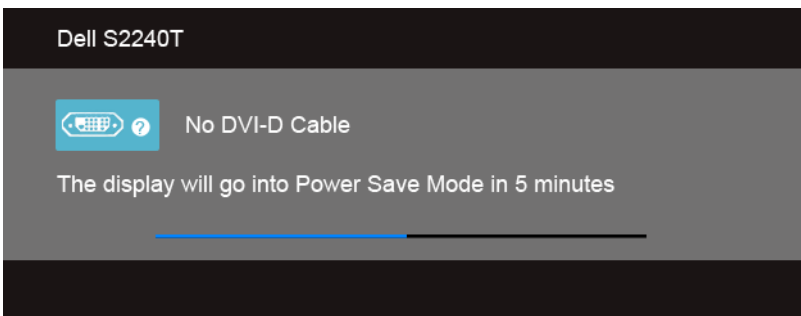 Dell S2240T
No DVI-D Cable
The display will go into Power Save Mode in 5 minutes